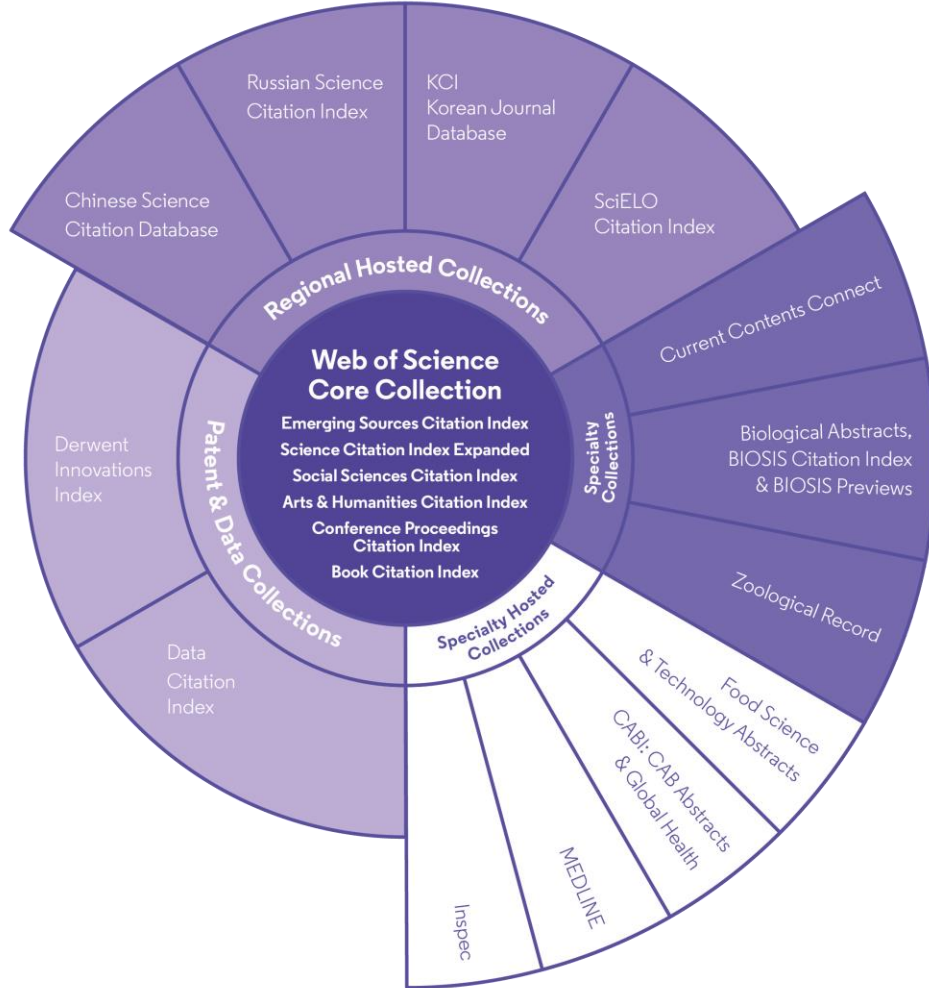 Web of Science
Core Collection
Emerging Sources Citation Index
Science Citation Index Expanded
Social Sciences Citation Index
Arts & Humanities Citation Index
Conference Proceedings
Citation Index
Book Citation Index
Regional Hosted Collections
Chinese Science
Citation Database
Russian Science
Citation Index
KCI
Korean Journal
Database
SciELO
Citation Index
Specialty
Collections
Current Contents Connect
Biological Abstracts,
BIOSIS Citation Index
& BIOSIS Previews
Zoological Record
Specialty Hosted
Collections
Food Science
& Technology Abstracts
CABI: CAB Abstracts
& Global Health
MEDLINE
Inspec
Patent & Data Collections
Data
Citation
Index
Derwent
Innovations
Index